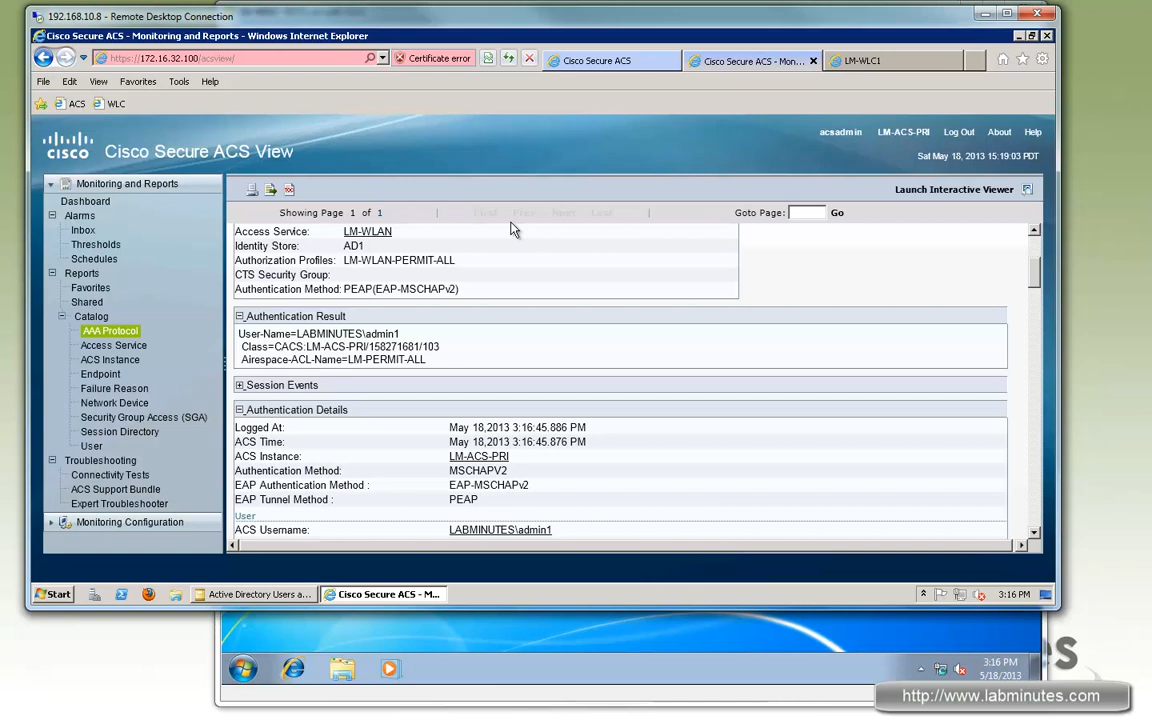 192.168.10.8 - Remote Desktop Connection
Cisco Secure ACS - Monitoring and Reports - Windows Internet Explorer
https://172.16.32.100/acsview/
Certificate error
Cisco Secure ACS
Cisco Secure ACS - Mon...
LM-WLC1
File Edit View Favorites Tools Help
ACS WLC
CISCO
Cisco Secure ACS View
acsadmin LM-ACS-PRI Log Out About Help
Sat May 18, 2013 15:19:03 PDT
Monitoring and Reports
Dashboard
Alarms
Inbox
Thresholds
Schedules
Reports
Favorites
Shared
Catalog
AAA Protocol
Access Service
ACS Instance
Endpoint
Failure Reason
Network Device
Security Group Access (SGA)
Session Directory
User
Troubleshooting
Connectivity Tests
ACS Support Bundle
Expert Troubleshooter
Monitoring Configuration
Launch Interactive Viewer
Showing Page 1 of 1 | First Prev Next Last | Goto Page: Go
Access Service: LM-WLAN
Identity Store: AD1
Authorization Profiles: LM-WLAN-PERMIT-ALL
CTS Security Group:
Authentication Method: PEAP(EAP-MSCHAPv2)
Authentication Result
User-Name=LABMINUTES\admin1
Class=CACS:LM-ACS-PRI/158271681/103
Airespace-ACL-Name=LM-PERMIT-ALL
Session Events
Authentication Details
Logged At: May 18,2013 3:16:45.886 PM
ACS Time: May 18,2013 3:16:45.876 PM
ACS Instance: LM-ACS-PRI
Authentication Method: MSCHAPV2
EAP Authentication Method : EAP-MSCHAPv2
EAP Tunnel Method : PEAP
User
ACS Username: LABMINUTES\admin1
Start
Active Directory Users a...
Cisco Secure ACS - M...
3:16 PM
3:16 PM
5/18/2013
http://www.labminutes.com